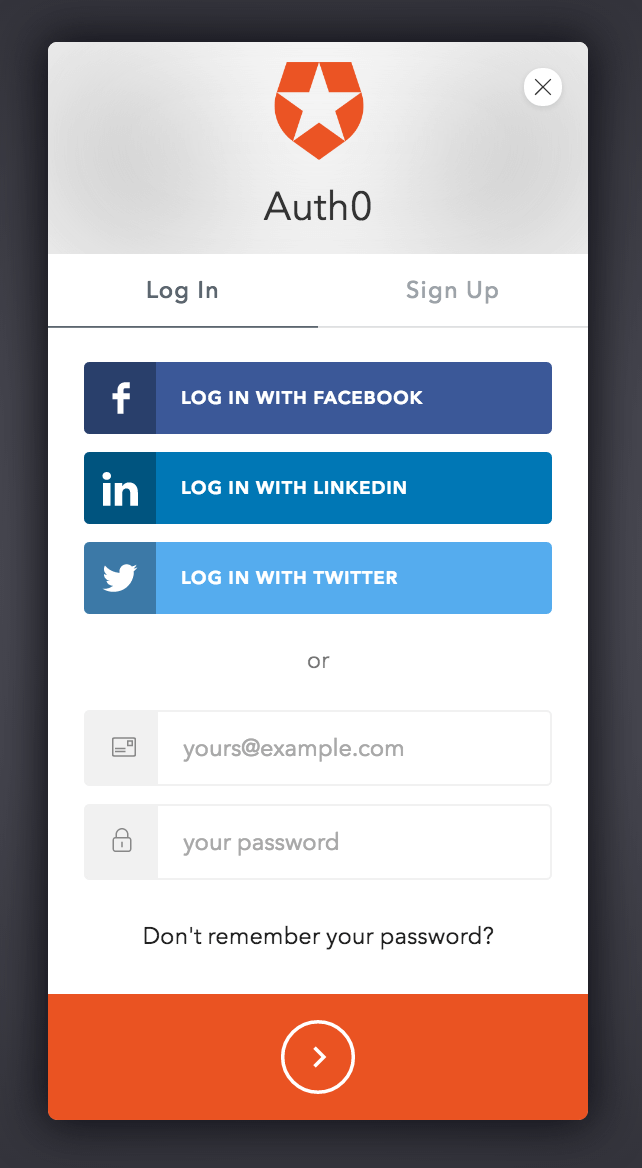 Auth0
Log In Sign Up
LOG IN WITH FACEBOOK
LOG IN WITH LINKEDIN
LOG IN WITH TWITTER
or
yours@example.com
your password
Don't remember your password?